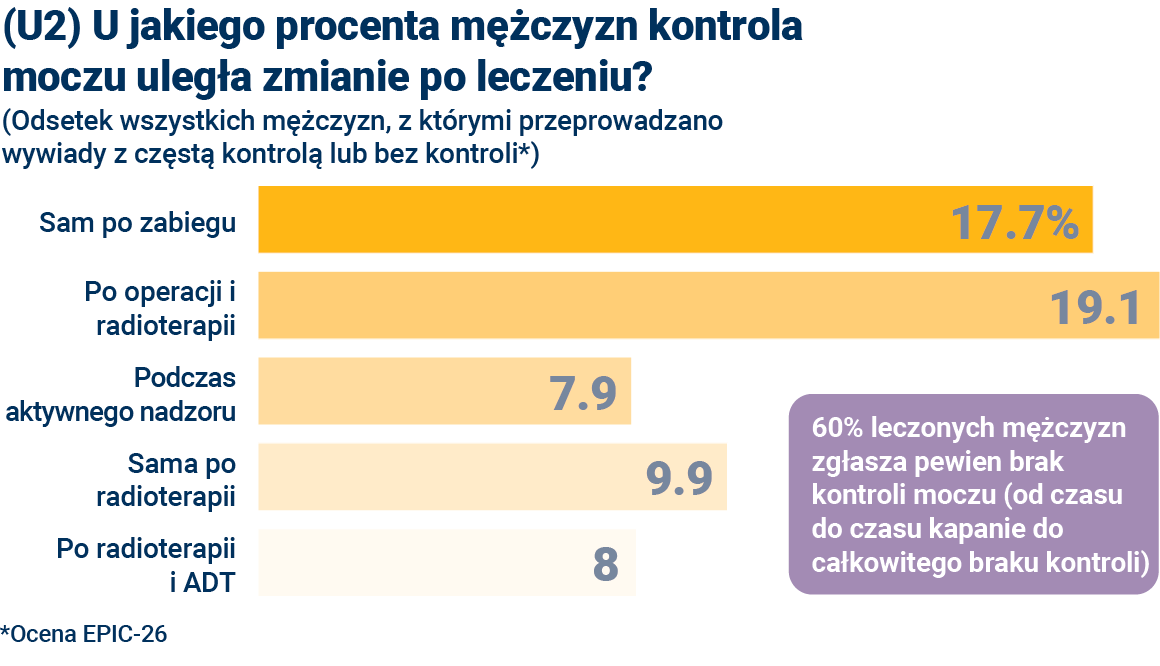 (U2) U jakiego procenta mężczyzn kontrola
moczu uległa zmianie po leczeniu?
(Odsetek wszystkich mężczyzn, z którymi przeprowadzano
wywiady z częstą kontrolą lub bez kontroli*)
Sam po zabiegu
17.7%
Po operacji i
radioterapii
19.1
Podczas
aktywnego nadzoru
7.9
Sama po
radioterapii
9.9
Po radioterapii
i ADT
8
60% leczonych mężczyzn
zgłasza pewien brak
kontroli moczu (od czasu
do czasu kapanie do
całkowitego braku kontroli)
*Ocena EPIC-26